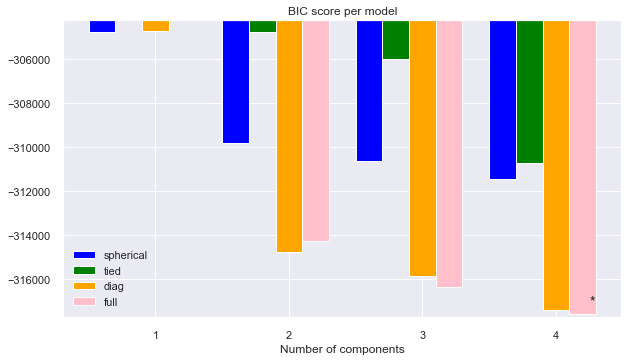 BIC score per model
−306000
−308000
−310000
−312000
−314000
−316000
spherical
tied
diag
full
*
1 2 3 4
Number of components